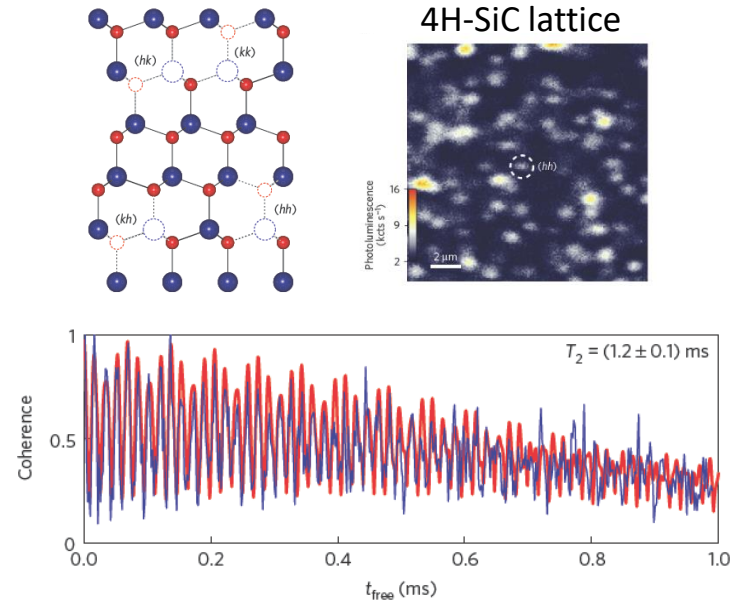 4H-SiC lattice
(hk)
(kk)
(kh)
(hh)
(hh)
Photoluminescence
(kcts s⁻¹)
16
9
2
2 μm
T₂ = (1.2 ± 0.1) ms
Coherence
1
0.5
0
0.0 0.2 0.4 0.6 0.8 1.0
t_free (ms)